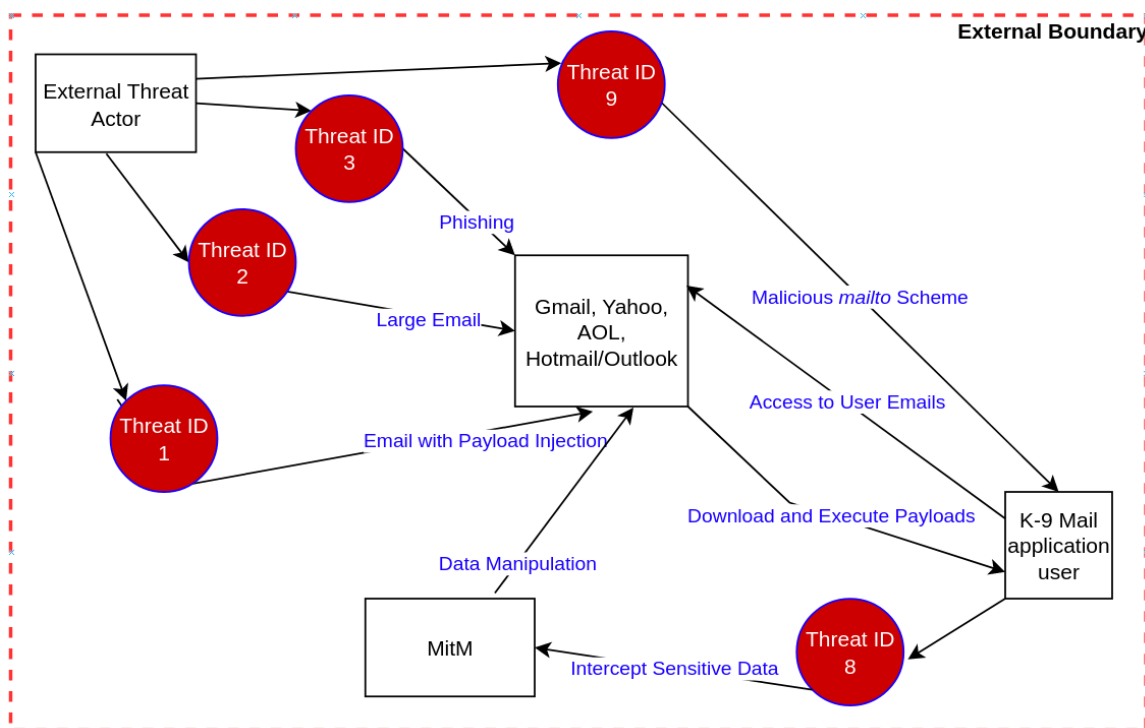 External Boundary
External Threat
Actor
Threat ID
9
Threat ID
3
Phishing
Threat ID
2
Large Email
Gmail, Yahoo,
AOL,
Hotmail/Outlook
Malicious mailto Scheme
Access to User Emails
Threat ID
1
Email with Payload Injection
Download and Execute Payloads
K-9 Mail
application
user
Data Manipulation
MitM
Threat ID
8
Intercept Sensitive Data